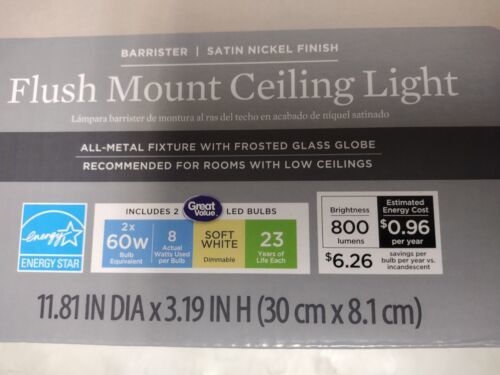 BARRISTER | SATIN NICKEL FINISH
Flush Mount Ceiling Light
Lámpara barrister de montura al ras del techo en acabado de níquel satinado
ALL-METAL FIXTURE WITH FROSTED GLASS GLOBE
RECOMMENDED FOR ROOMS WITH LOW CEILINGS
energy
ENERGY STAR
INCLUDES 2 Great Value LED BULBS
2x
60W
Bulb
Equivalent
8
Actual
Watts Used
per Bulb
SOFT
WHITE
Dimmable
23
Years of
Life Each
Brightness
800
lumens
Estimated
Energy Cost
$0.96
per year
$6.26
savings per
bulb per year vs.
incandescent
11.81 IN DIA x 3.19 IN H (30 cm x 8.1 cm)